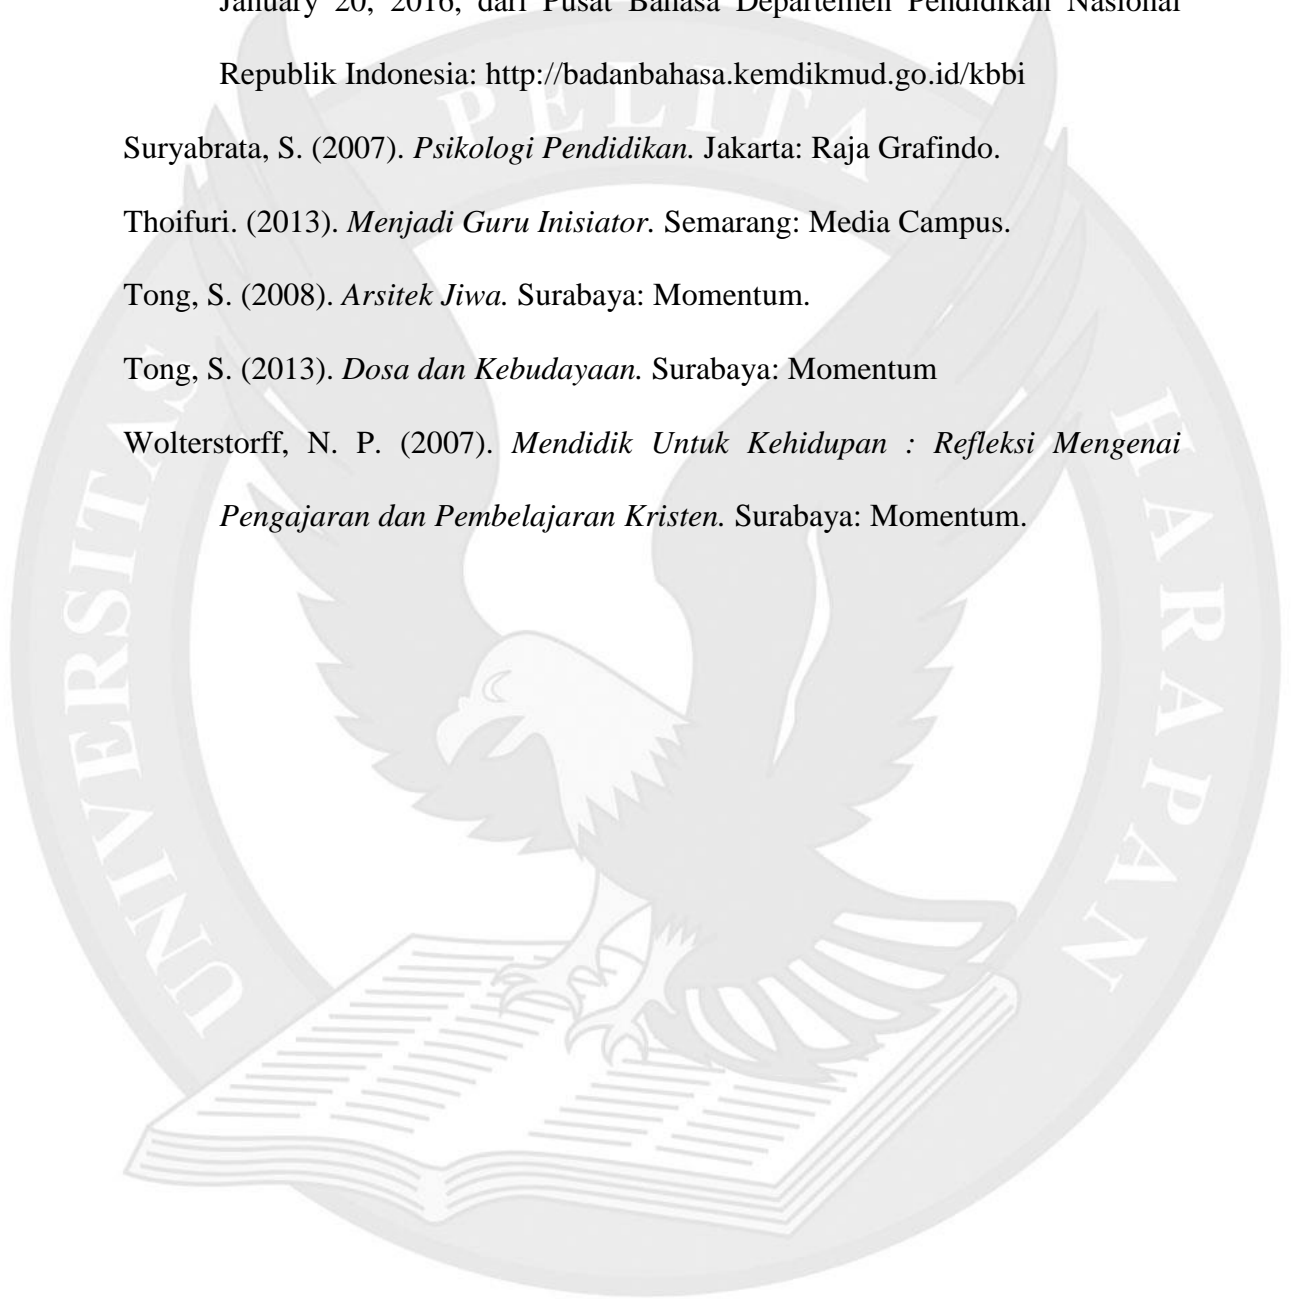 January 20, 2016, dari Pusat Bahasa Departemen Pendidikan Nasional
Republik Indonesia: http://badanbahasa.kemdikmud.go.id/kbbi
Suryabrata, S. (2007). Psikologi Pendidikan. Jakarta: Raja Grafindo.
Thoifuri. (2013). Menjadi Guru Inisiator. Semarang: Media Campus.
Tong, S. (2008). Arsitek Jiwa. Surabaya: Momentum.
Tong, S. (2013). Dosa dan Kebudayaan. Surabaya: Momentum
Wolterstorff, N. P. (2007). Mendidik Untuk Kehidupan : Refleksi Mengenai
Pengajaran dan Pembelajaran Kristen. Surabaya: Momentum.
UNIVERSITAS PELITA HARAPAN